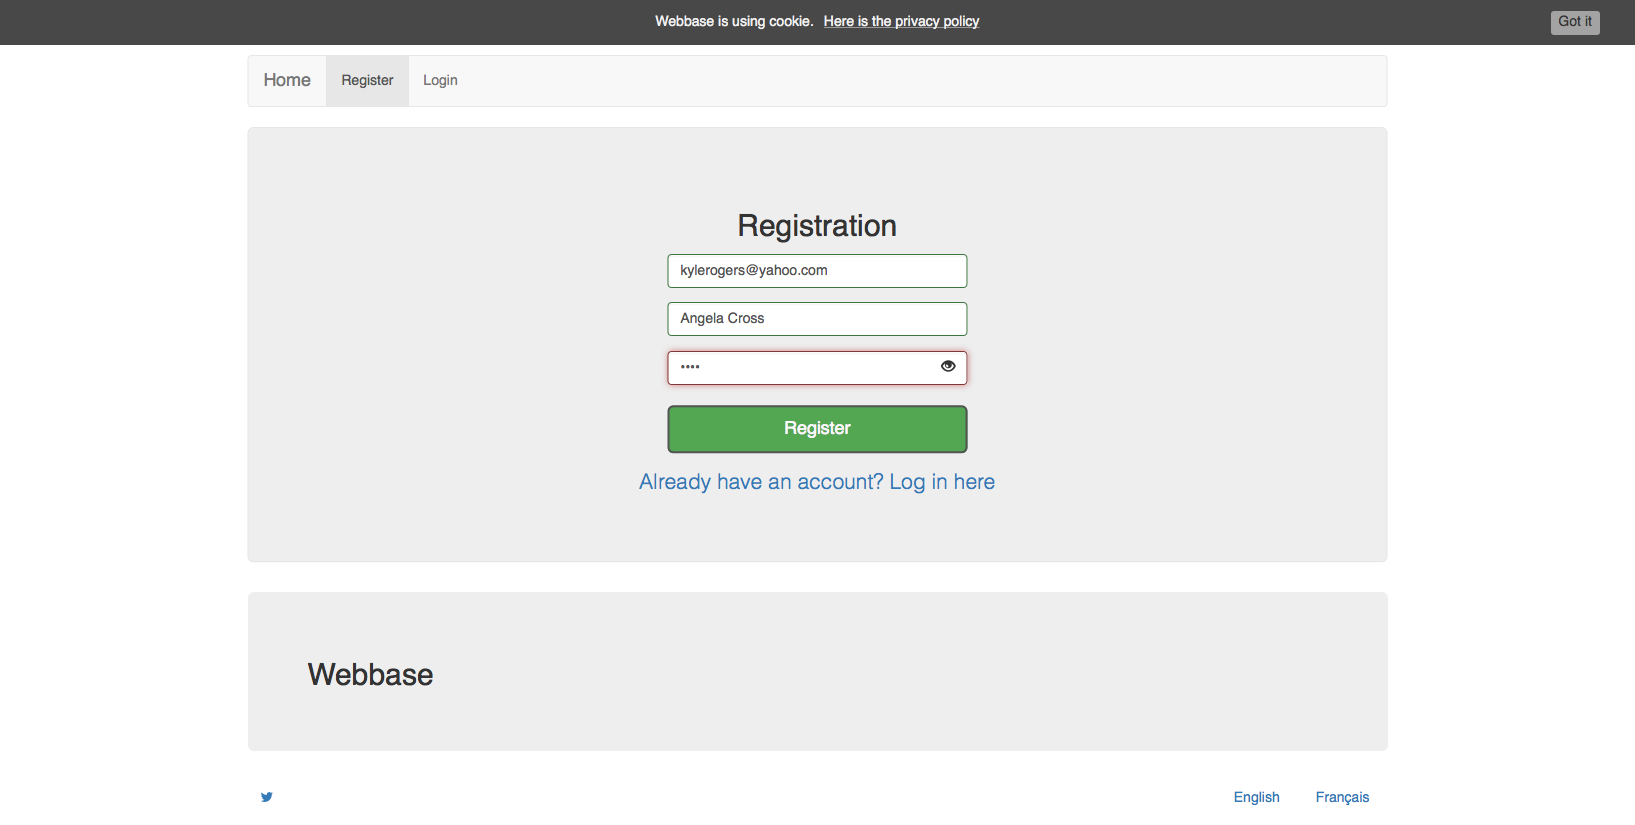 Webbase is using cookie. Here is the privacy policy Got it
Home Register Login
Registration
kylerogers@yahoo.com
Angela Cross
••••
Register
Already have an account? Log in here
Webbase
English Français